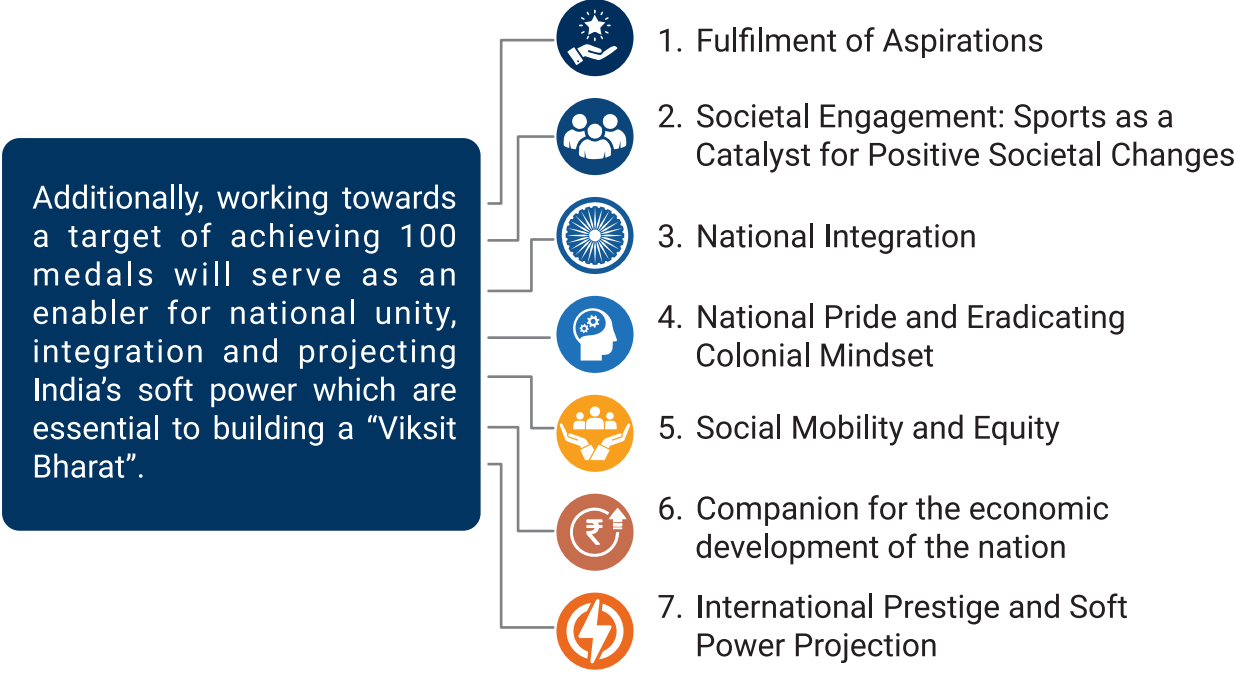 Additionally, working towards
a target of achieving 100
medals will serve as an
enabler for national unity,
integration and projecting
India's soft power which are
essential to building a “Viksit
Bharat”.
1. Fulfilment of Aspirations
2. Societal Engagement: Sports as a
Catalyst for Positive Societal Changes
3. National Integration
4. National Pride and Eradicating
Colonial Mindset
5. Social Mobility and Equity
₹
6. Companion for the economic
development of the nation
7. International Prestige and Soft
Power Projection